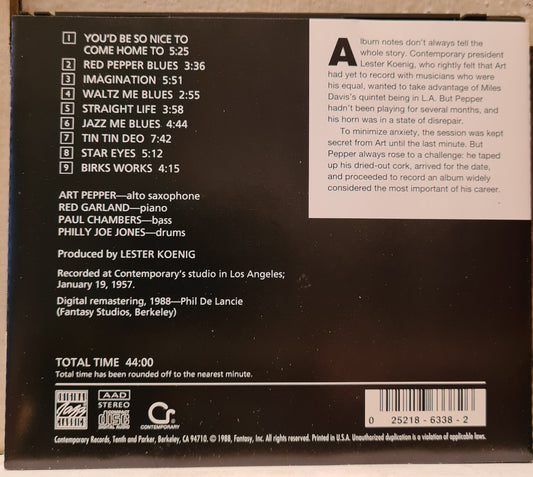 1 YOU'D BE SO NICE TO
COME HOME TO 5:25
2 RED PEPPER BLUES 3:36
3 IMAGINATION 5:51
4 WALTZ ME BLUES 2:55
5 STRAIGHT LIFE 3:58
6 JAZZ ME BLUES 4:44
7 TIN TIN DEO 7:42
8 STAR EYES 5:12
9 BIRKS WORKS 4:15
ART PEPPER—alto saxophone
RED GARLAND—piano
PAUL CHAMBERS—bass
PHILLY JOE JONES—drums
Produced by LESTER KOENIG
Recorded at Contemporary's studio in Los Angeles;
January 19, 1957.
Digital remastering, 1988—Phil De Lancie
(Fantasy Studios, Berkeley)
TOTAL TIME 44:00
Total time has been rounded off to the nearest minute.
Album notes don't always tell the
whole story. Contemporary president
Lester Koenig, who rightly felt that Art
had yet to record with musicians who were
his equal, wanted to take advantage of Miles
Davis's quintet being in L.A. But Pepper
hadn't been playing for several months, and
his horn was in a state of disrepair.
To minimize anxiety, the session was kept
secret from Art until the last minute. But
Pepper always rose to a challenge: he taped
up his dried-out cork, arrived for the date,
and proceeded to record an album widely
considered the most important of his career.
ORIGINAL
Jazz
CLASSICS
AAD
STEREO
COMPACT
disc
DIGITAL AUDIO
CR
CONTEMPORARY
0 25218-6338-2
Contemporary Records, Tenth and Parker, Berkeley, CA 94710. © 1988, Fantasy, Inc. All rights reserved. Printed in U.S.A. Unauthorized duplication is a violation of applicable laws.